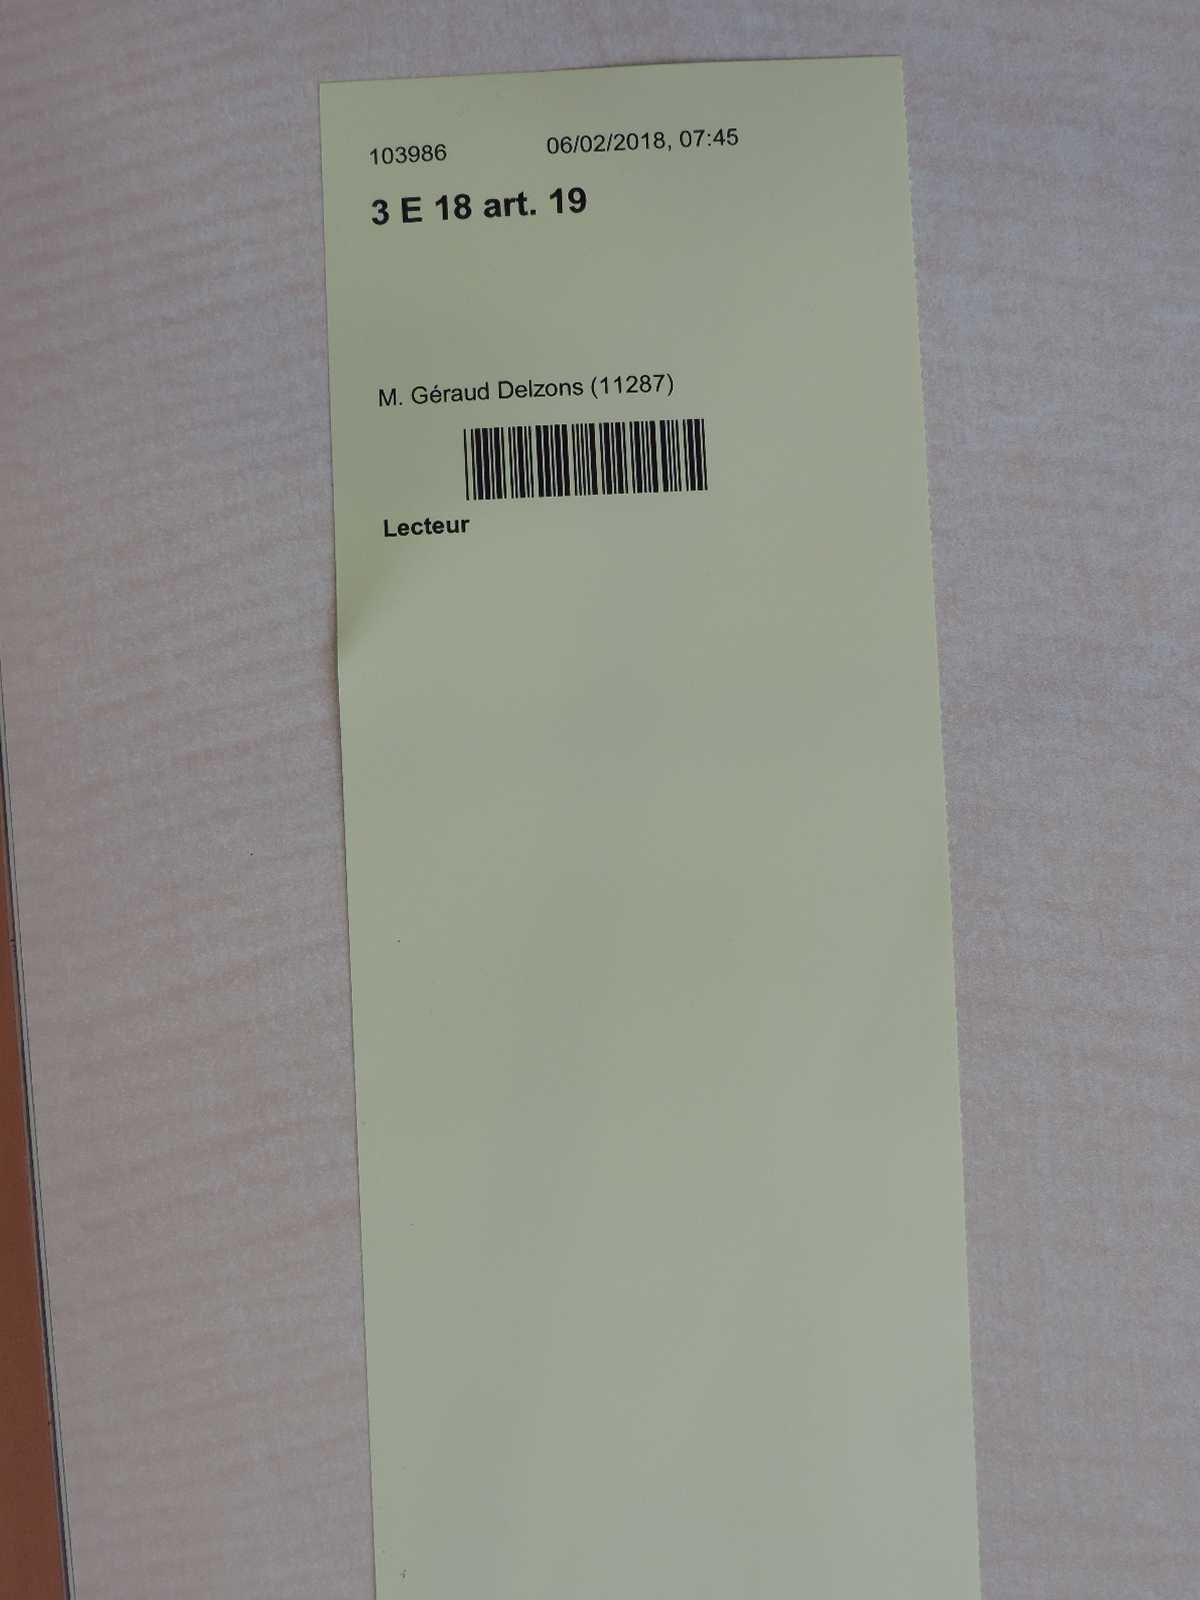 103986 06/02/2018, 07:45
3 E 18 art. 19
M. Géraud Delzons (11287)
Lecteur